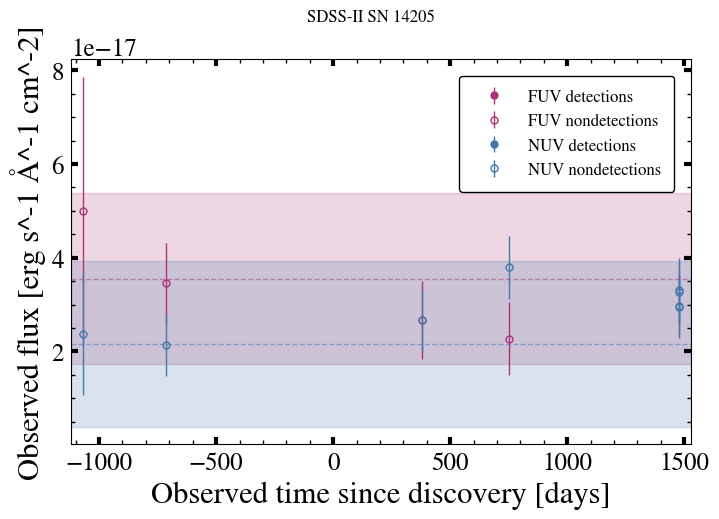 SDSS-II SN 14205
1e−17
Observed flux [erg s^-1 Å^-1 cm^-2]
8
6
4
2
FUV detections
FUV nondetections
NUV detections
NUV nondetections
−1000 −500 0 500 1000 1500
Observed time since discovery [days]